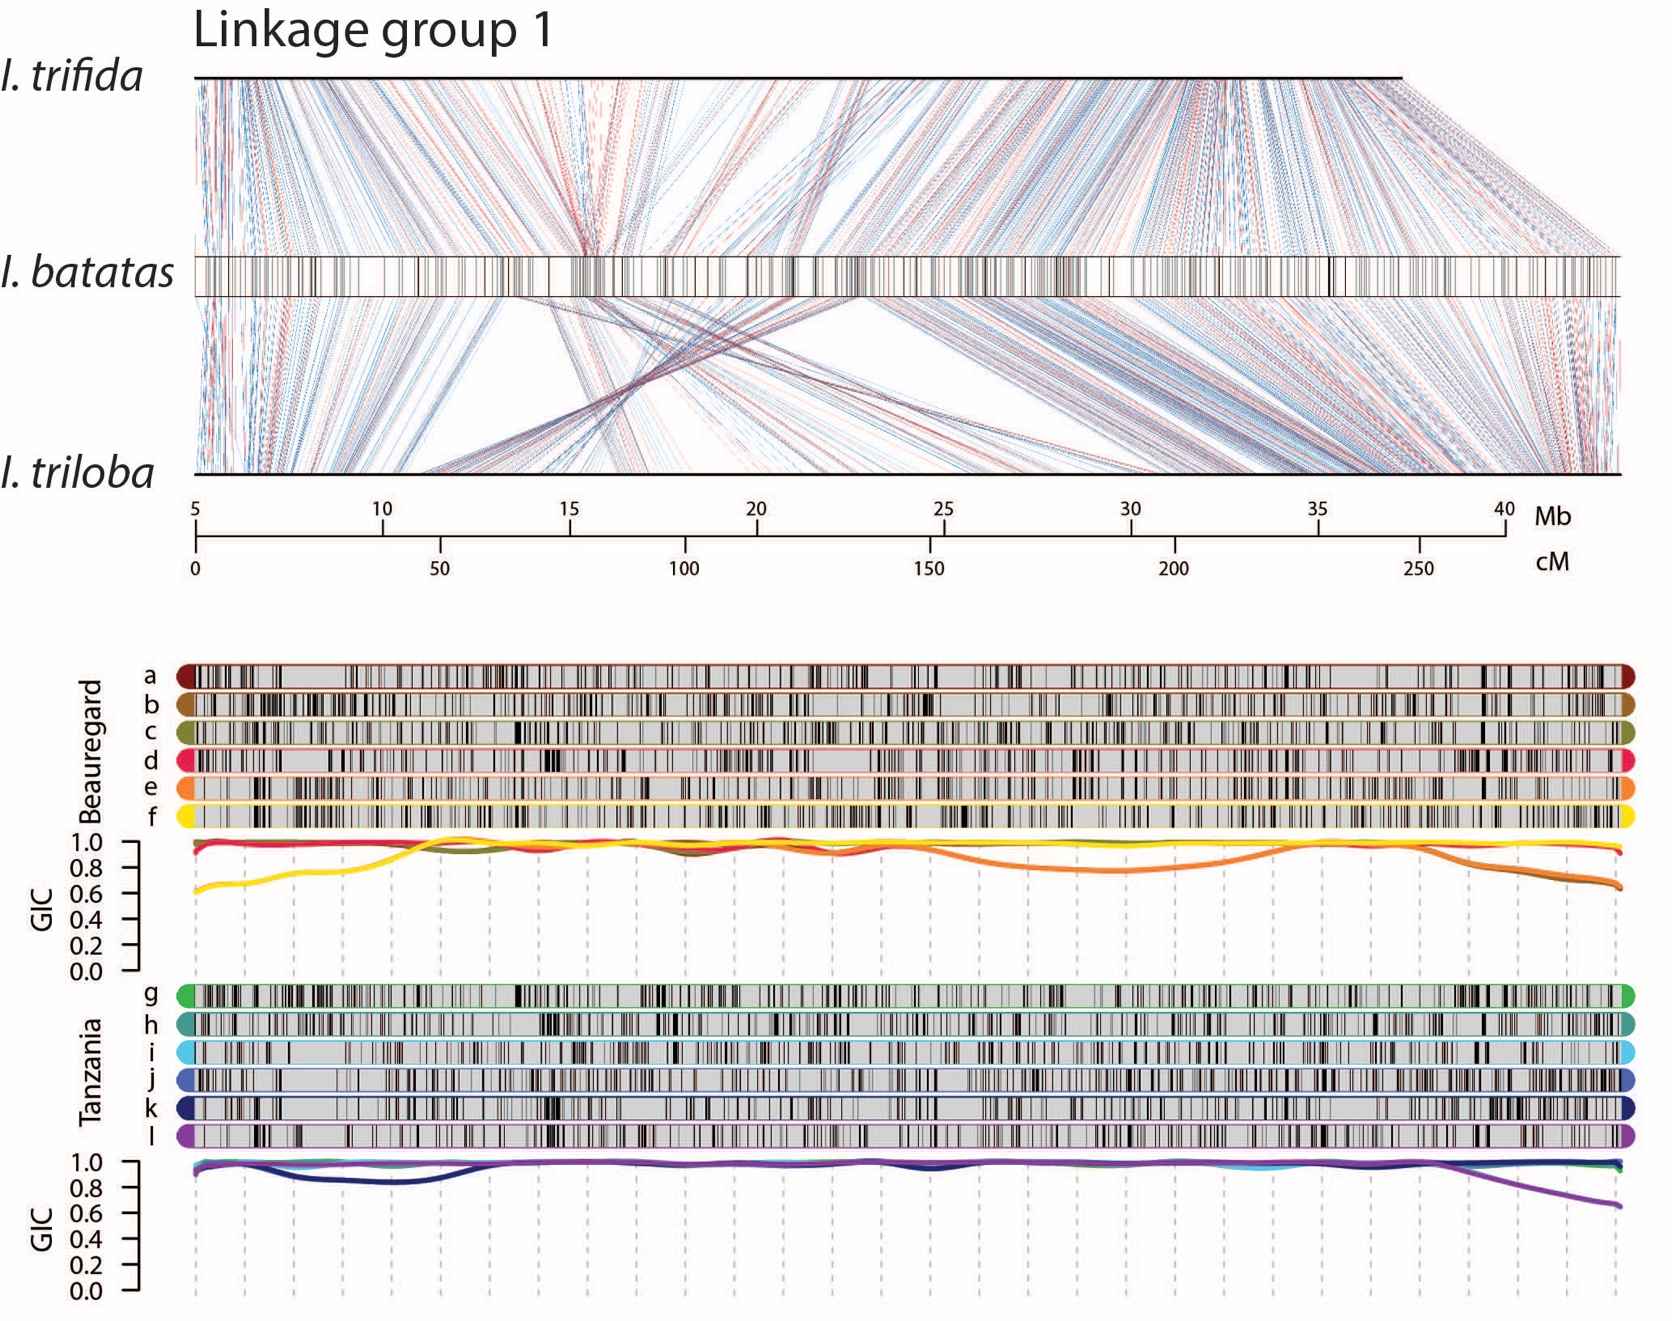 Linkage group 1
I. trifida
I. batatas
I. triloba
5 10 15 20 25 30 35 40 Mb
0 50 100 150 200 250 cM
Beauregard
a
b
c
d
e
f
GIC
1.0
0.8
0.6
0.4
0.2
0.0
Tanzania
g
h
i
j
k
l
GIC
1.0
0.8
0.6
0.4
0.2
0.0